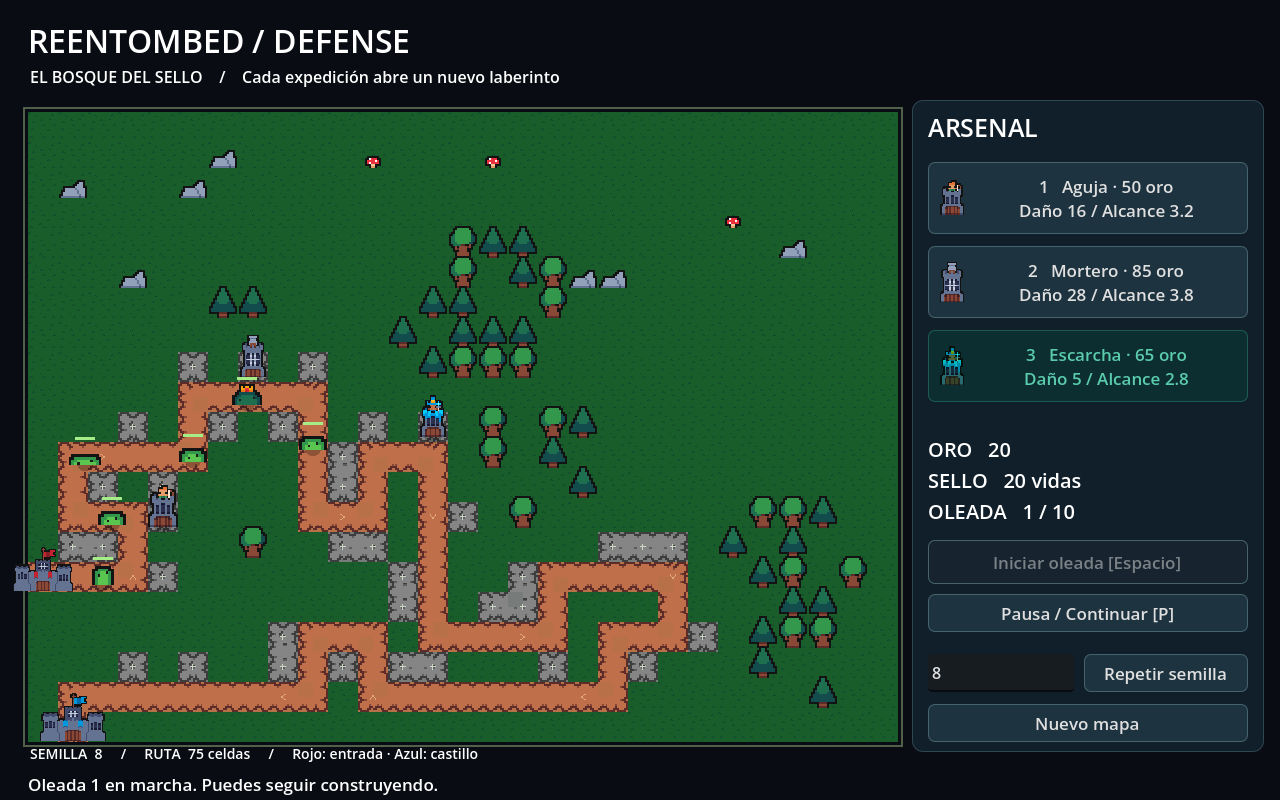 REENTOMBED / DEFENSE
EL BOSQUE DEL SELLO / Cada expedición abre un nuevo laberinto
ARSENAL
1 Aguja · 50 oro
Daño 16 / Alcance 3.2
2 Mortero · 85 oro
Daño 28 / Alcance 3.8
3 Escarcha · 65 oro
Daño 5 / Alcance 2.8
ORO 20
SELLO 20 vidas
OLEADA 1 / 10
Iniciar oleada [Espacio]
Pausa / Continuar [P]
8
Repetir semilla
Nuevo mapa
SEMILLA 8 / RUTA 75 celdas / Rojo: entrada · Azul: castillo
Oleada 1 en marcha. Puedes seguir construyendo.